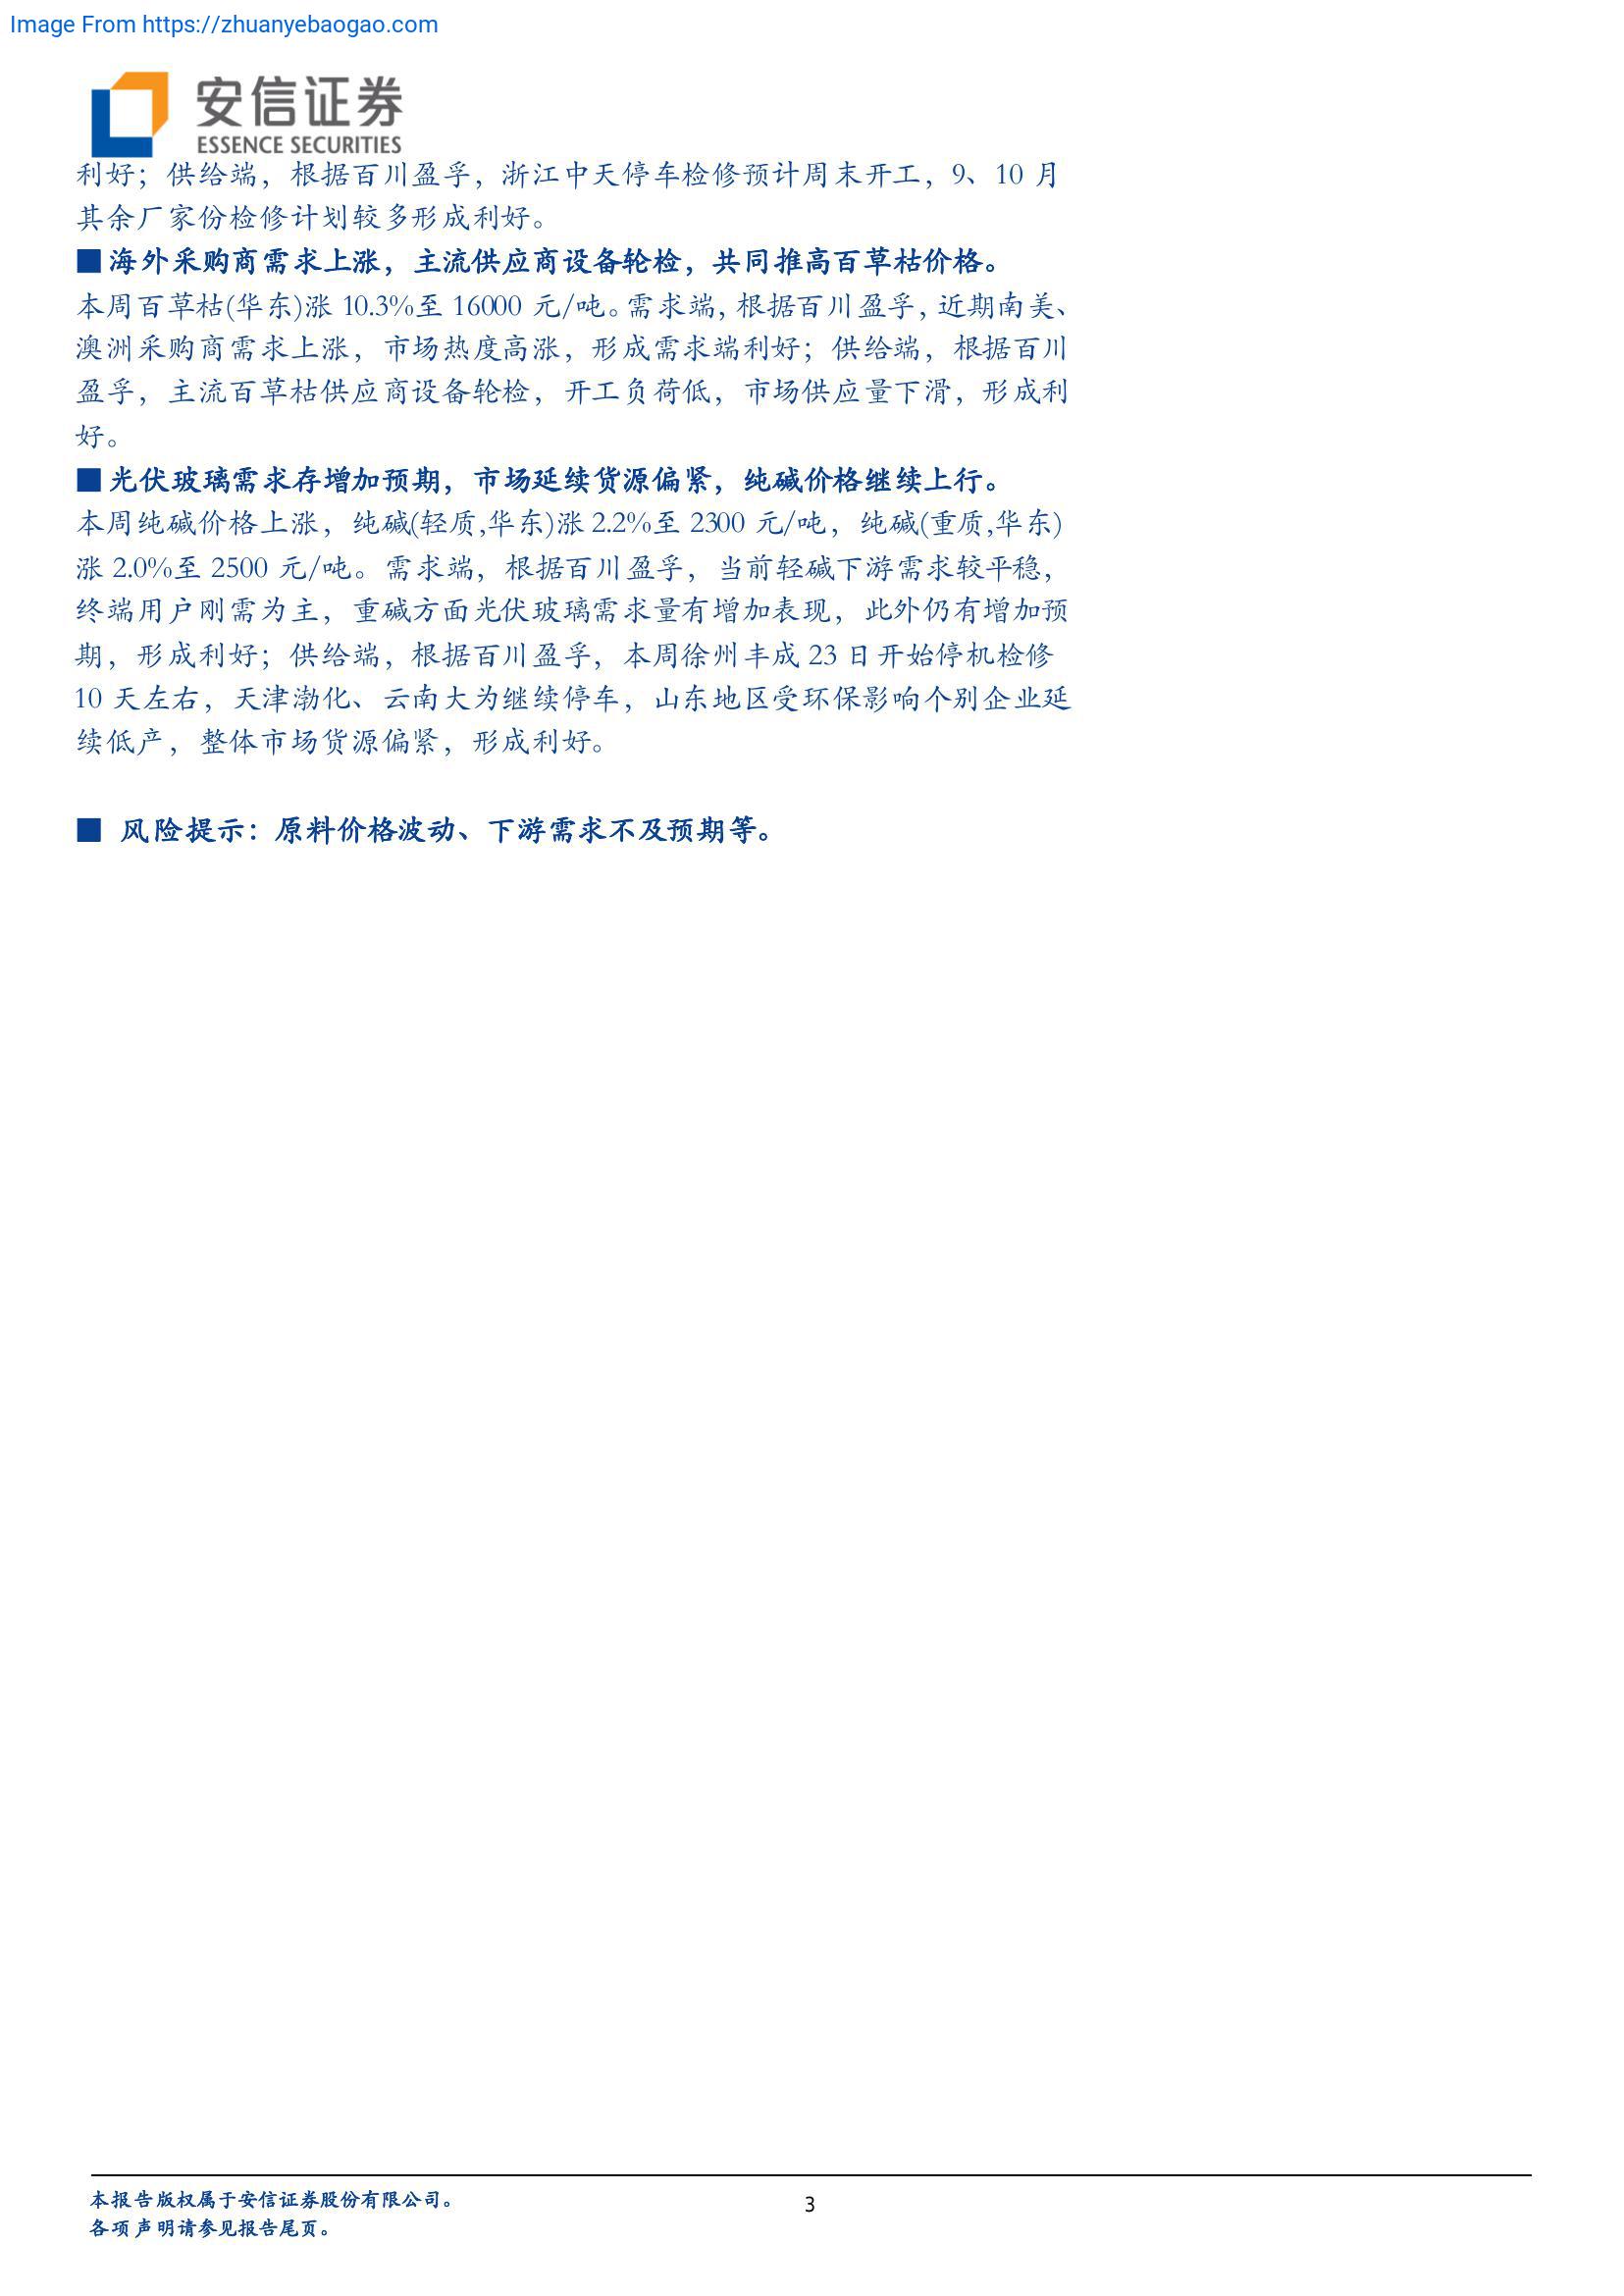 Image From https://zhuanyebaogao.com
安信证券
ESSENCE SECURITIES
利好；供给端，根据百川盈孚，浙江中天停车检修预计周末开工，9、10 月
其余厂家份检修计划较多形成利好。
■海外采购商需求上涨，主流供应商设备轮检，共同推高百草枯价格。
本周百草枯(华东)涨 10.3%至 16000 元/吨。需求端，根据百川盈孚，近期南美、
澳洲采购商需求上涨，市场热度高涨，形成需求端利好；供给端，根据百川
盈孚，主流百草枯供应商设备轮检，开工负荷低，市场供应量下滑，形成利
好。
■光伏玻璃需求存增加预期，市场延续货源偏紧，纯碱价格继续上行。
本周纯碱价格上涨，纯碱(轻质,华东)涨 2.2%至 2300 元/吨，纯碱(重质,华东)
涨 2.0%至 2500 元/吨。需求端，根据百川盈孚，当前轻碱下游需求较平稳，
终端用户刚需为主，重碱方面光伏玻璃需求量有增加表现，此外仍有增加预
期，形成利好；供给端，根据百川盈孚，本周徐州丰成 23 日开始停机检修
10 天左右，天津渤化、云南大为继续停车，山东地区受环保影响个别企业延
续低产，整体市场货源偏紧，形成利好。
■ 风险提示：原料价格波动、下游需求不及预期等。
本报告版权属于安信证券股份有限公司。
各项声明请参见报告尾页。
3